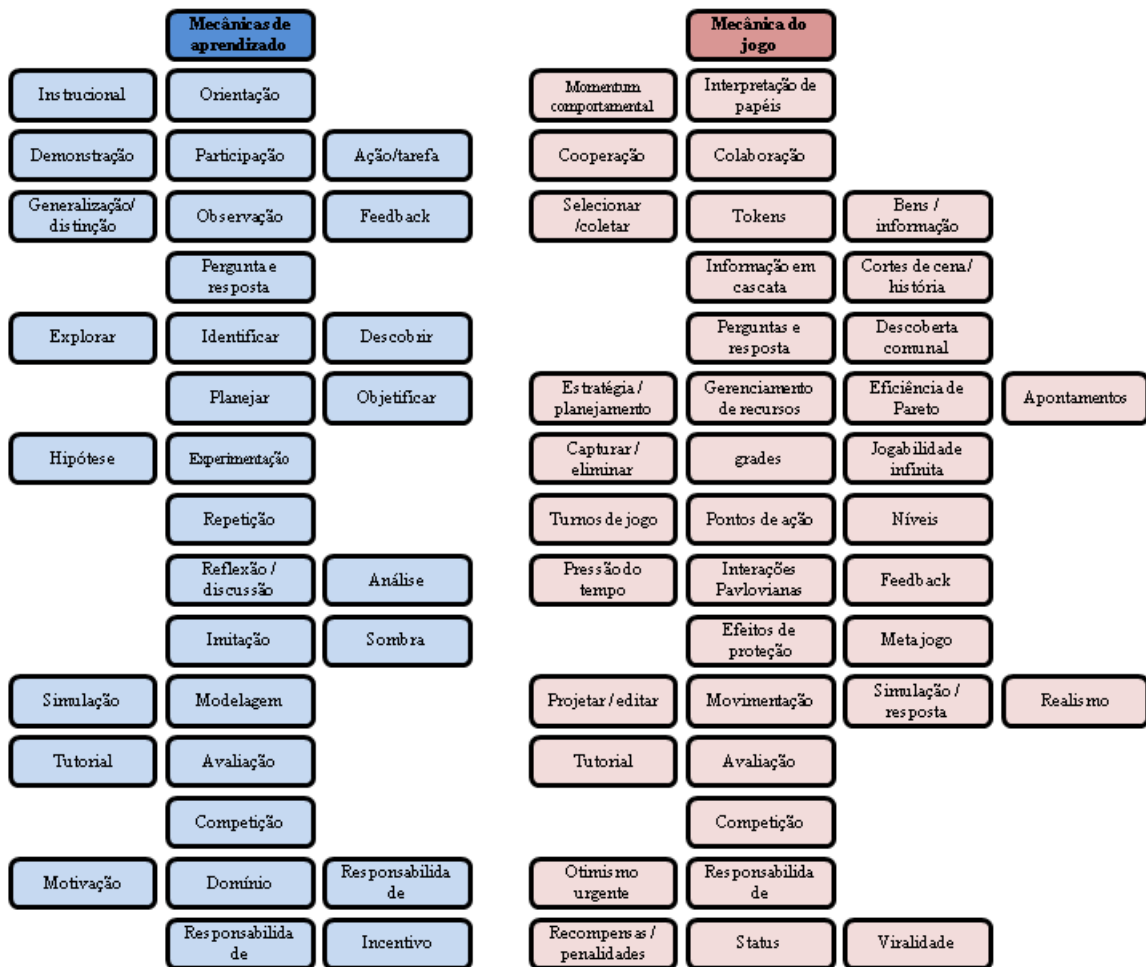 Mecânicas de
aprendizado
Mecânica do
jogo
Instrucional
Orientação
Momentum
comportamental
Interpretação de
papéis
Demonstração
Participação
Ação/tarefa
Cooperação
Colaboração
Generalização/
distinção
Observação
Feedback
Selecionar
/coletar
Tokens
Bens /
informação
Pergunta e
resposta
Informação em
cascata
Cortes de cena/
história
Explorar
Identificar
Descobrir
Perguntas e
resposta
Descoberta
comunal
Planejar
Objetificar
Estratégia /
planejamento
Gerenciamento
de recursos
Eficiência de
Pareto
Apontamentos
Hipótese
Experimentação
Capturar /
eliminar
grades
Jogabilidade
infinita
Repetição
Turnos de jogo
Pontos de ação
Níveis
Reflexão /
discussão
Análise
Pressão do
tempo
Interações
Pavlovianas
Feedback
Imitação
Sombra
Efeitos de
proteção
Meta jogo
Simulação
Modelagem
Projetar / editar
Movimentação
Simulação /
resposta
Realismo
Tutorial
Avaliação
Tutorial
Avaliação
Competição
Competição
Motivação
Domínio
Responsabilida
de
Otimismo
urgente
Responsabilida
de
Responsabilida
de
Incentivo
Recompensas /
penalidades
Status
Viralidade